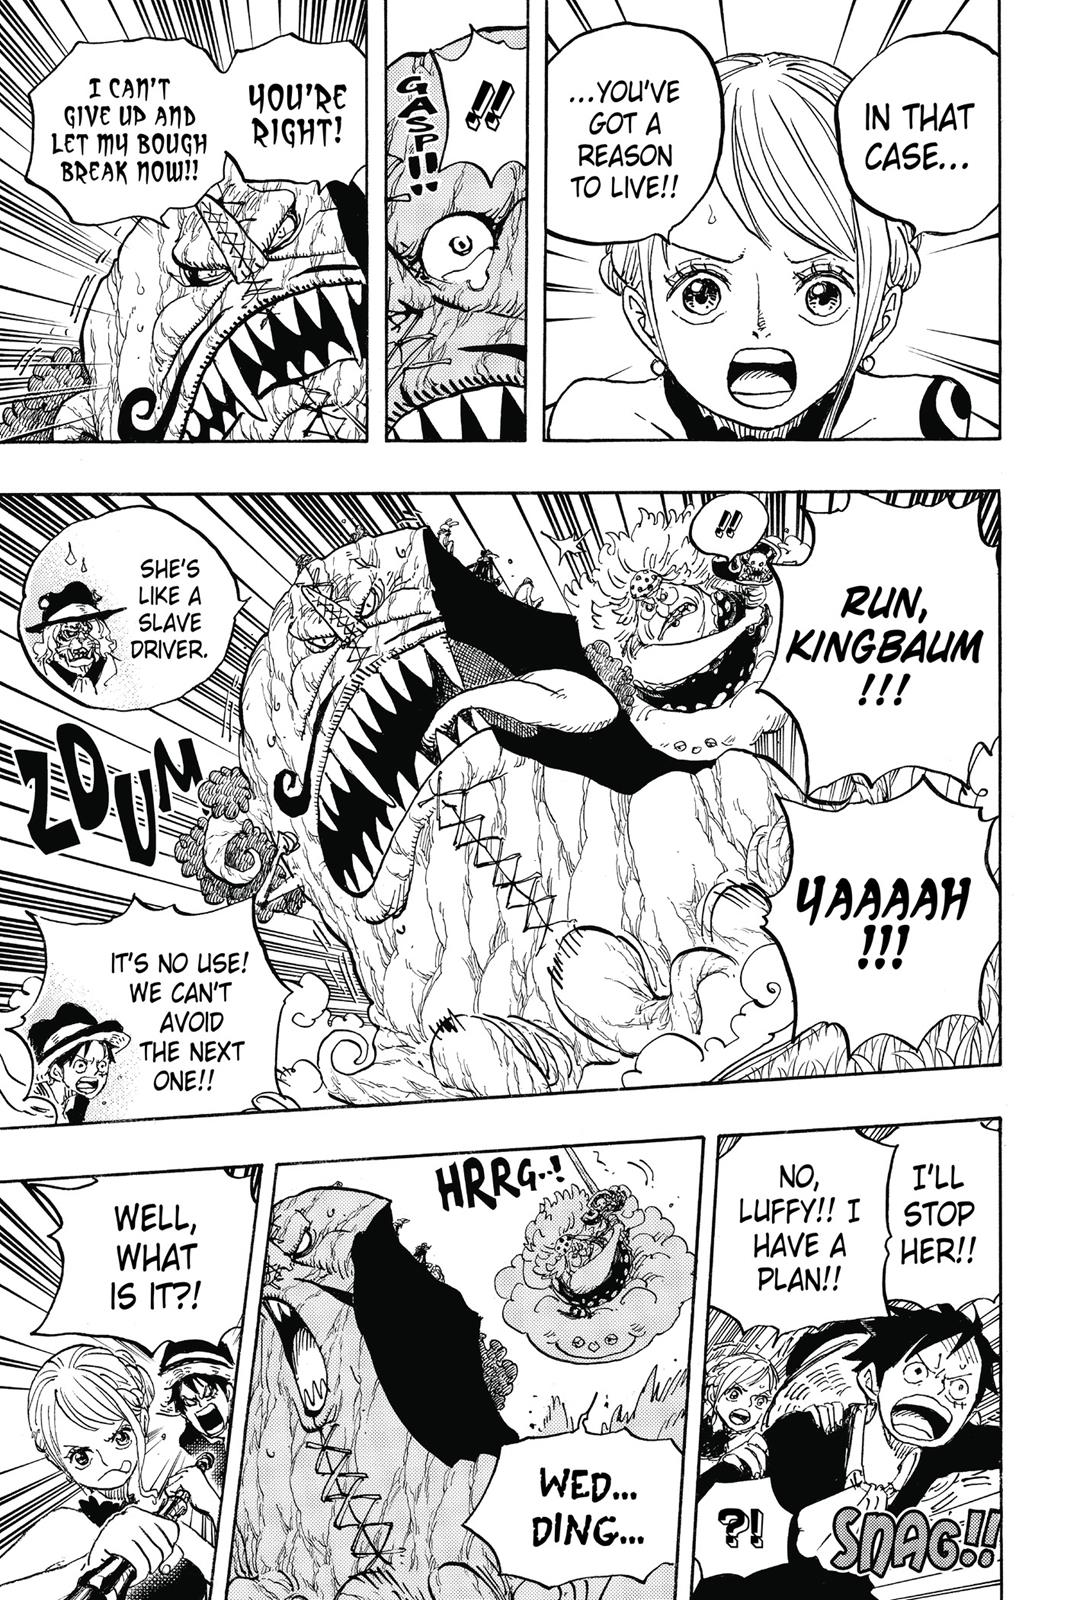 IN THAT
CASE...
...YOU'VE
GOT A
REASON
TO LIVE!!
!!
GASP!!
YOU'RE
RIGHT!
I CAN'T
GIVE UP AND
LET MY BOUGH
BREAK NOW!!
!!
RUN,
KINGBAUM
!!!
YAAAAH
!!!
SHE'S
LIKE A
SLAVE
DRIVER.
ZDUM
IT'S NO USE!
WE CAN'T
AVOID
THE NEXT
ONE!!
I'LL
STOP
HER!!
NO,
LUFFY!! I
HAVE A
PLAN!!
?!
SNAG!!
HRRG..!
WED...
DING...
WELL,
WHAT
IS IT?!